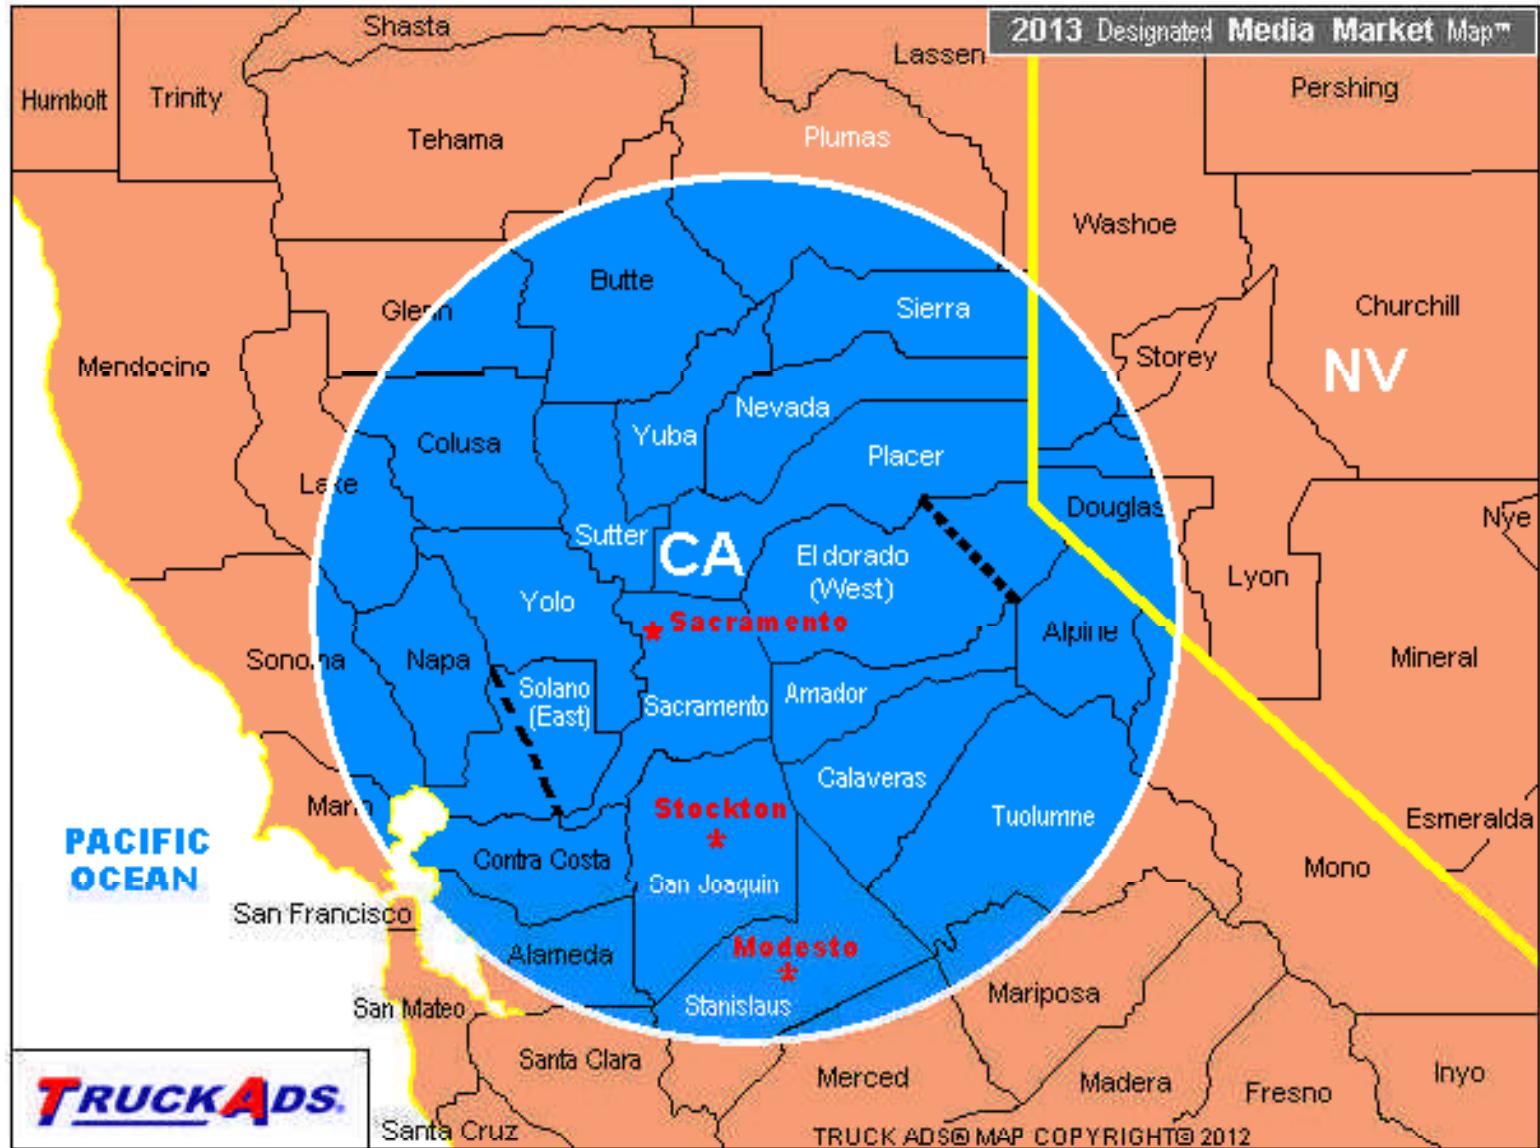 2013 Designated Media Market Map™
Shasta
Lassen
Humbolt
Trinity
Pershing
Tehama
Plumas
Washoe
Butte
Glenn
Sierra
Churchill
Mendocino
Storey
NV
Nevada
Yuba
Colusa
Placer
Lake
Douglas
Nye
Sutter
CA
El dorado
(West)
Lyon
Yolo
Sacramento
Alpine
Sonoma
Napa
Mineral
Solano
(East)
Sacramento
Amador
Calaveras
Marin
Stockton
Tuolumne
Esmeralda
PACIFIC
OCEAN
Contra Costa
Mono
San Joaquin
San Francisco
Modesto
Alameda
Mariposa
San Mateo
Stanislaus
Santa Clara
Merced
Madera
Inyo
Fresno
TRUCK ADS.
Santa Cruz
TRUCK ADS® MAP COPYRIGHT© 2012